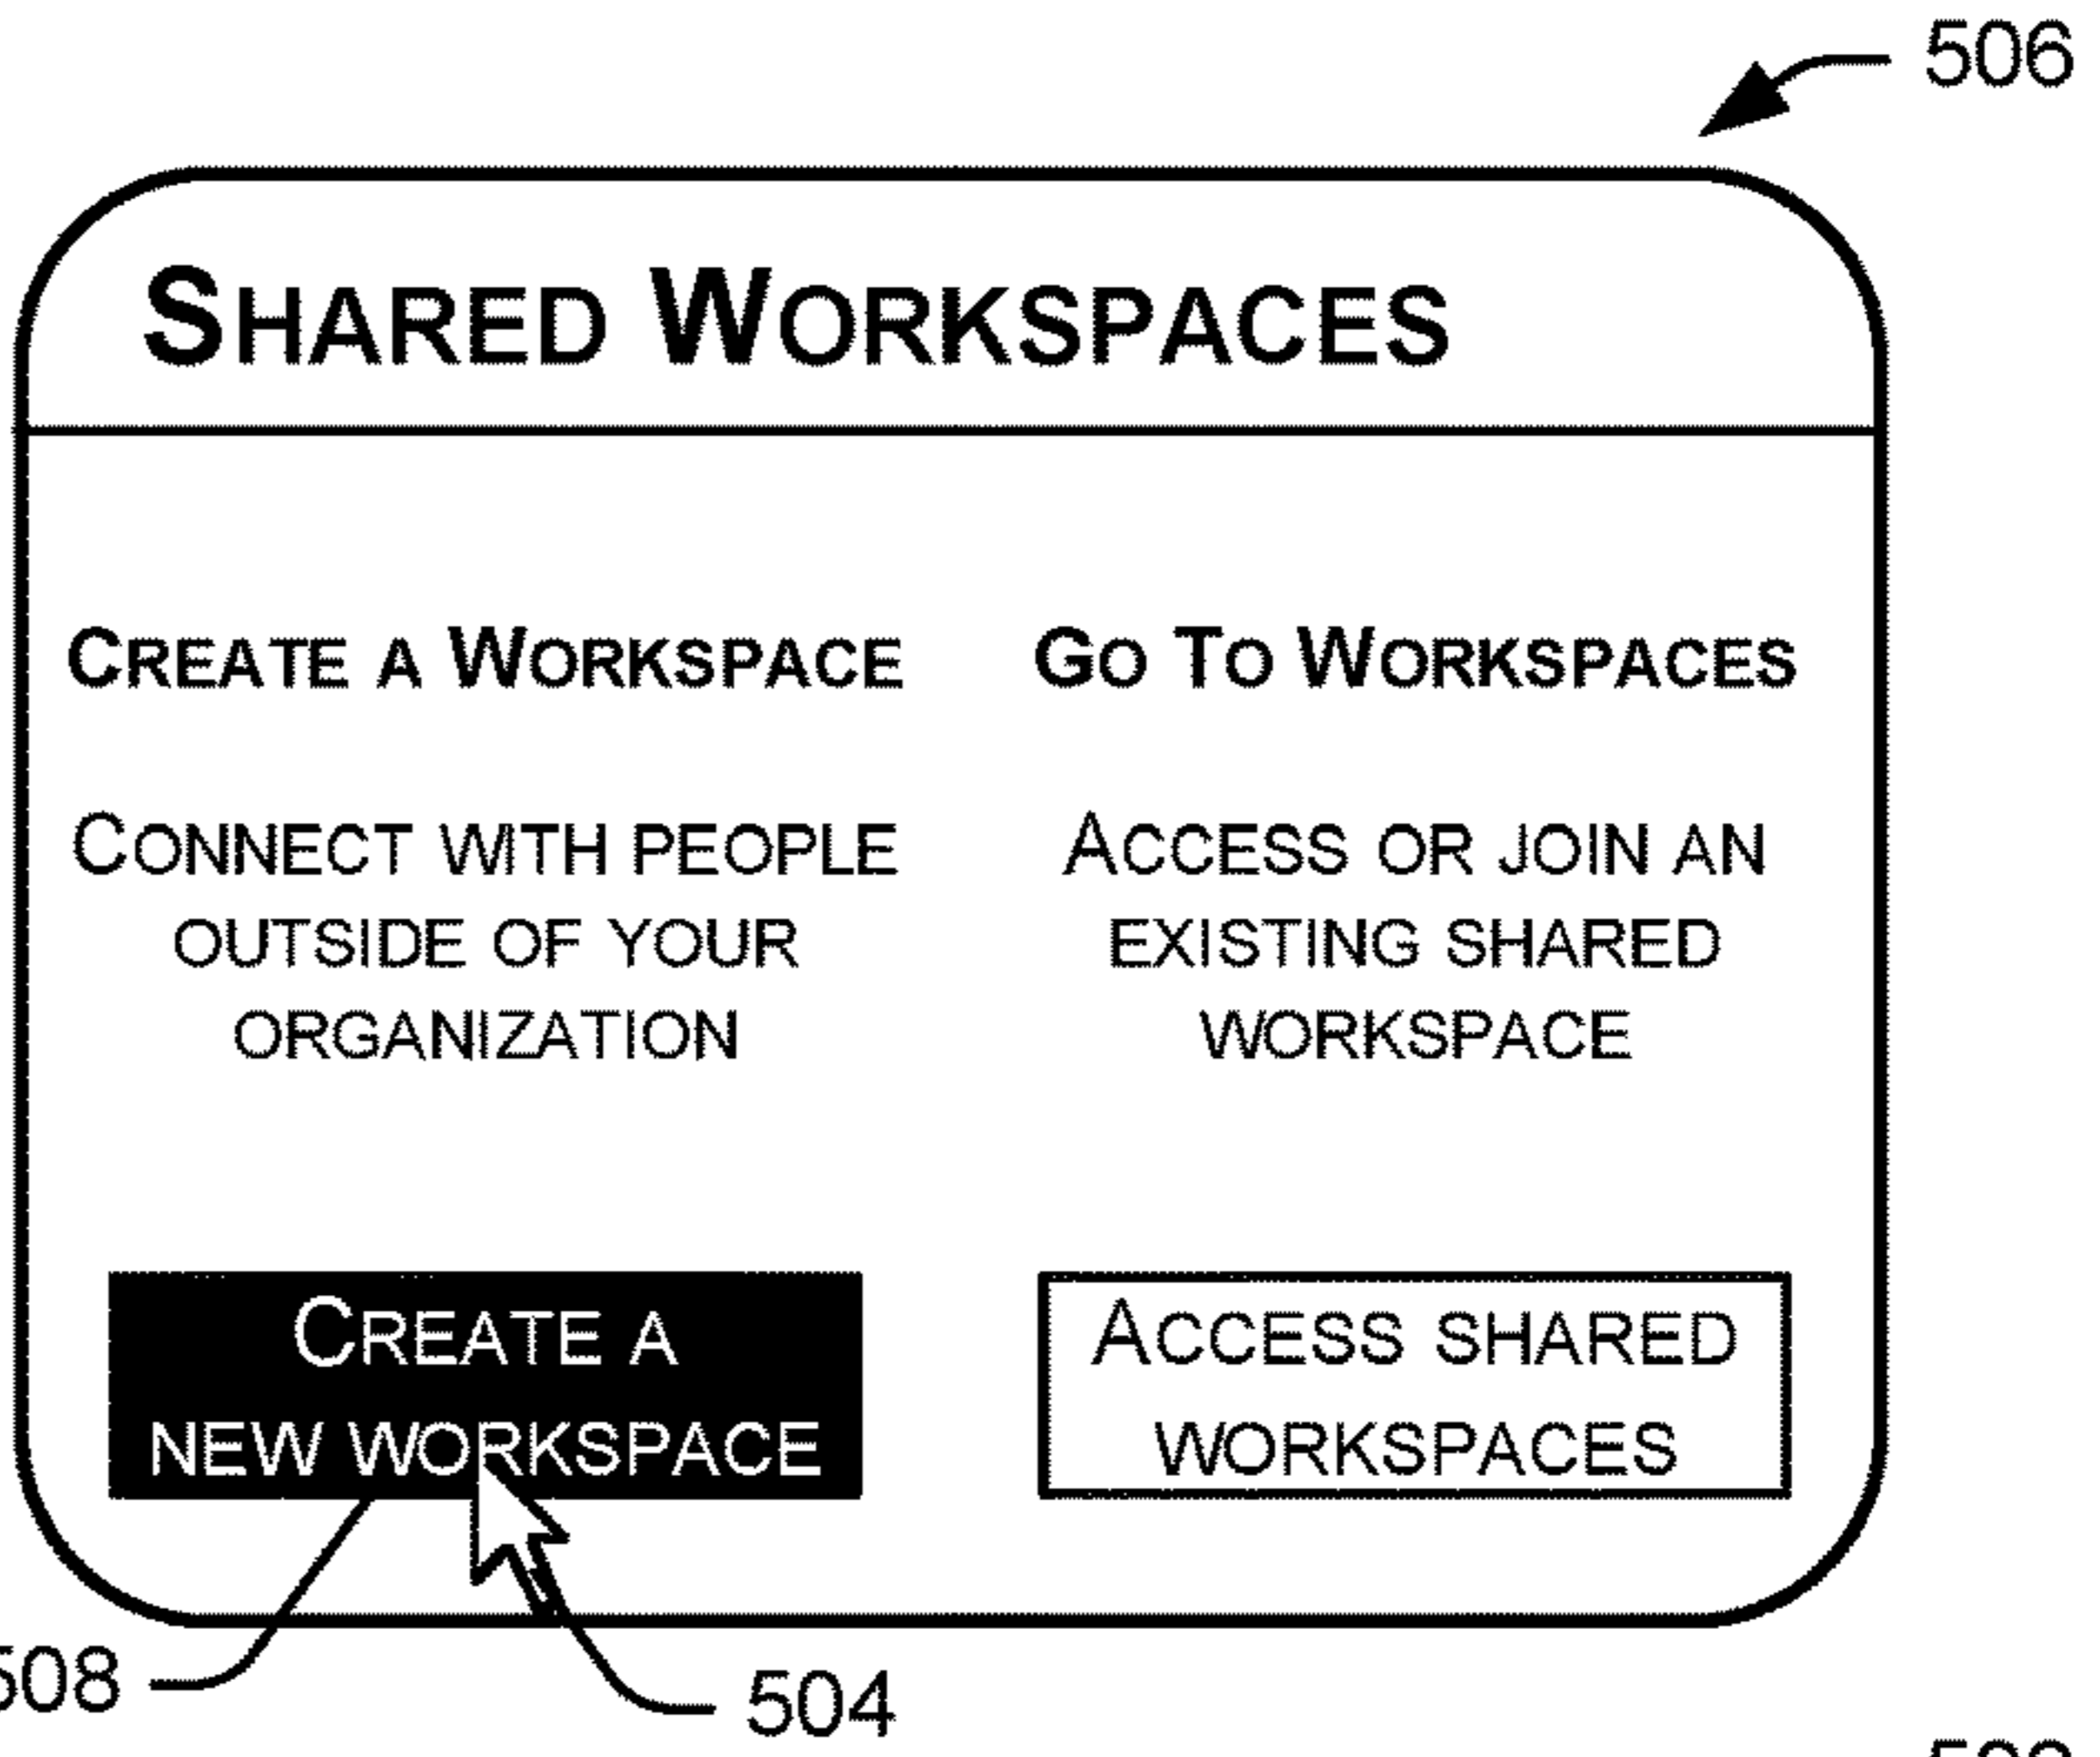 506
SHARED WORKSPACES
CREATE A WORKSPACE
GO TO WORKSPACES
CONNECT WITH PEOPLE
OUTSIDE OF YOUR
ORGANIZATION
ACCESS OR JOIN AN
EXISTING SHARED
WORKSPACE
CREATE A
NEW WORKSPACE
ACCESS SHARED
WORKSPACES
508
504